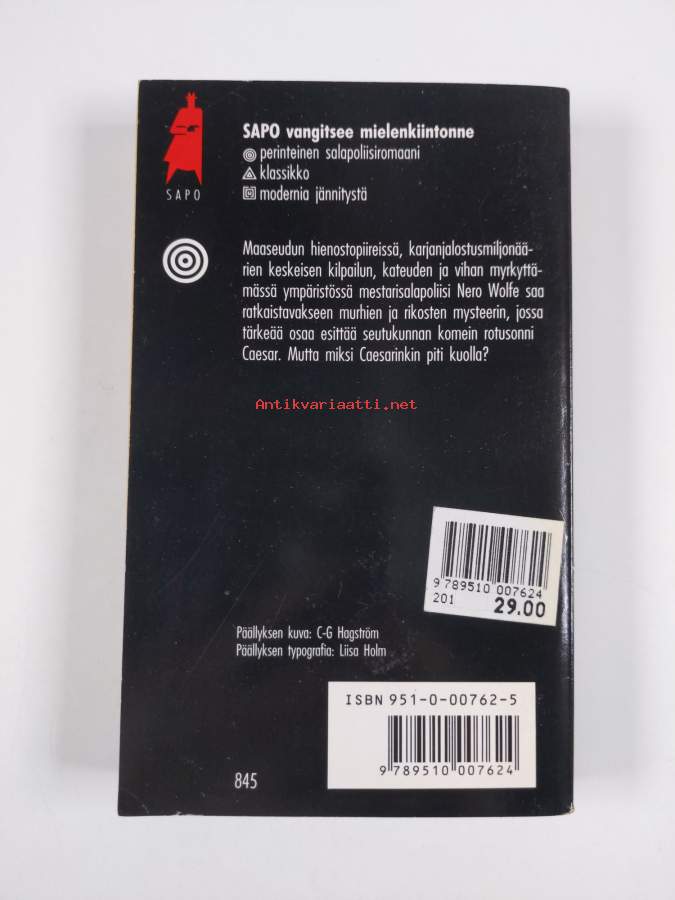 SAPO
SAPO vangitsee mielenkiintonne
perinteinen salapoliisiromaani
klassikko
modernia jännitystä
Maaseudun hienostopiireissä, karjanjalostusmiljonää-
rien keskeisen kilpailun, kateuden ja vihan myrkyttä-
mässä ympäristössä mestarisalapoliisi Nero Wolfe saa
ratkaistavakseen murhien ja rikosten mysteerin, jossa
tärkeää osaa esittää seutukunnan komein rotusonni
Caesar. Mutta miksi Caesarinkin piti kuolla?
Antikvariaatti.net
9 789510 007624
201 29.00
Päällyksen kuva: C-G Hagström
Päällyksen typografia: Liisa Holm
ISBN 951-0-00762-5
9 789510 007624
845